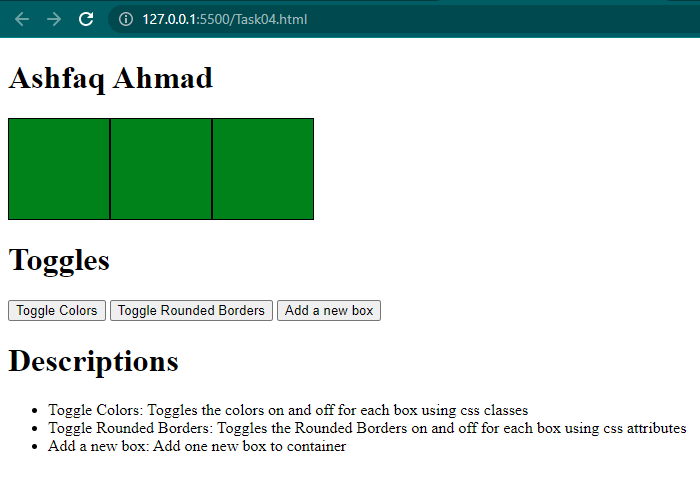 127.0.0.1:5500/Task04.html
Ashfaq Ahmad
Toggles
Toggle Colors Toggle Rounded Borders Add a new box
Descriptions
• Toggle Colors: Toggles the colors on and off for each box using css classes
• Toggle Rounded Borders: Toggles the Rounded Borders on and off for each box using css attributes
• Add a new box: Add one new box to container